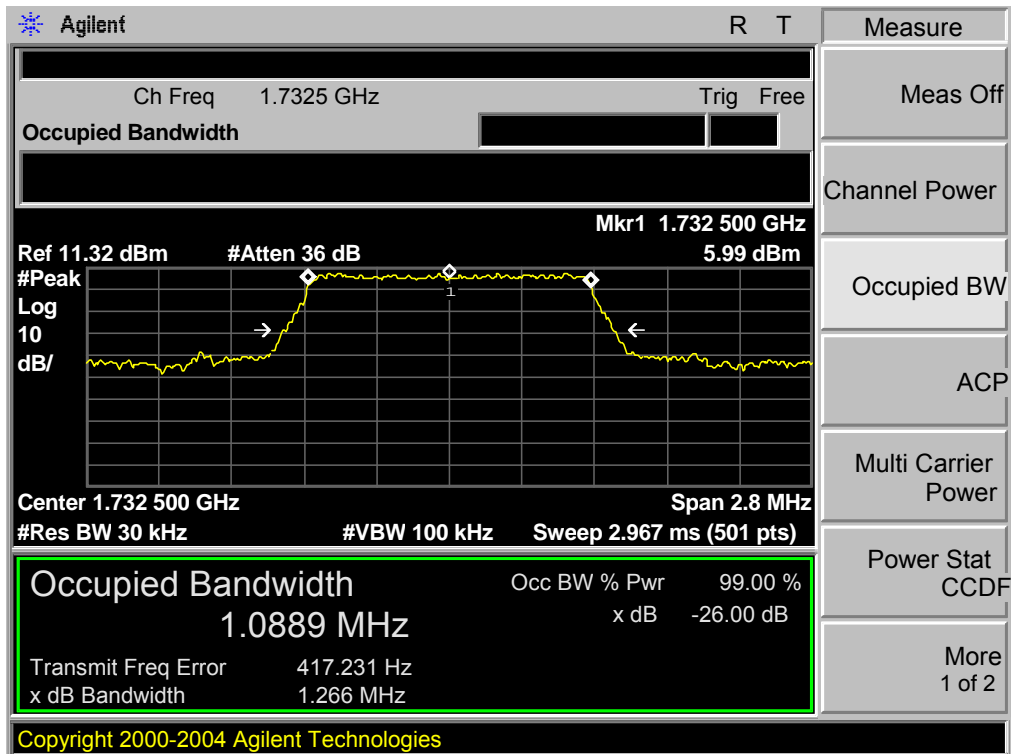 Agilent R T Measure
Ch Freq 1.7325 GHz Trig Free
Occupied Bandwidth
Meas Off
Channel Power
Mkr1 1.732 500 GHz
Ref 11.32 dBm #Atten 36 dB 5.99 dBm
#Peak
Log
10
dB/
1
Occupied BW
ACP
Multi Carrier
Power
Center 1.732 500 GHz Span 2.8 MHz
#Res BW 30 kHz #VBW 100 kHz Sweep 2.967 ms (501 pts)
Power Stat
CCDF
Occupied Bandwidth Occ BW % Pwr 99.00 %
1.0889 MHz x dB -26.00 dB
Transmit Freq Error 417.231 Hz
x dB Bandwidth 1.266 MHz
More
1 of 2
Copyright 2000-2004 Agilent Technologies